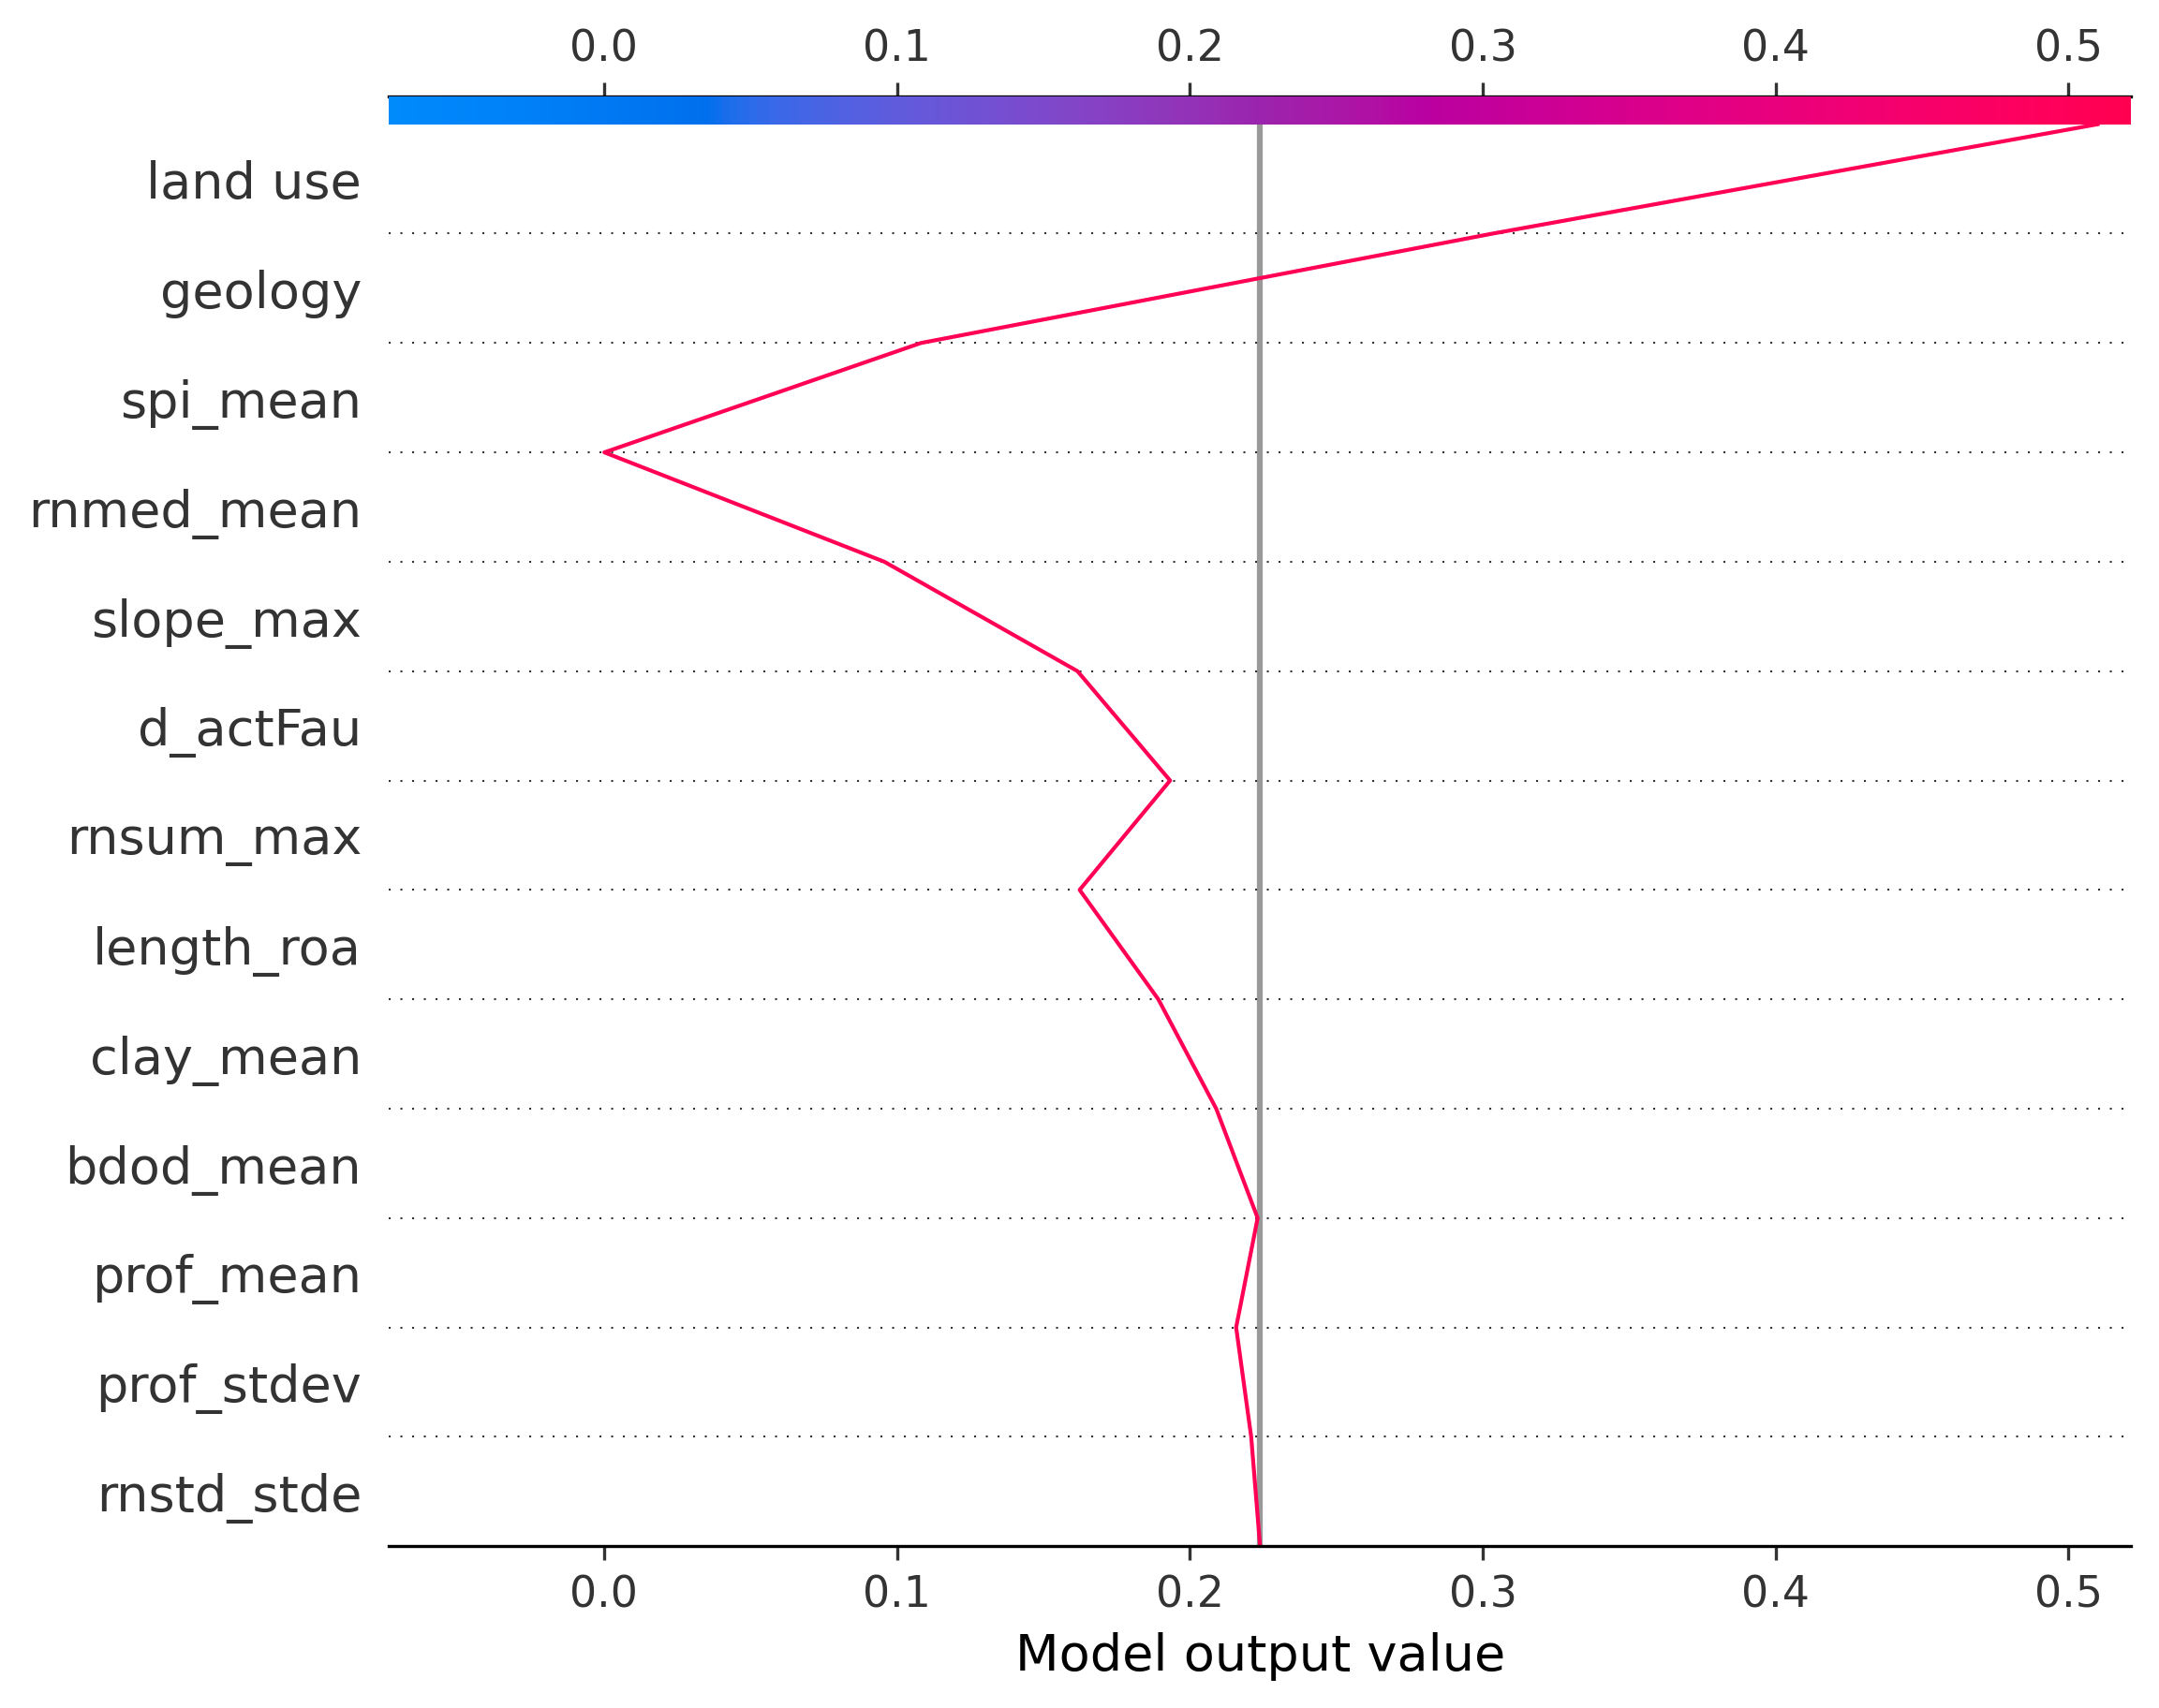 0.0 0.1 0.2 0.3 0.4 0.5
land use
geology
spi_mean
rnmed_mean
slope_max
d_actFau
rnsum_max
length_roa
clay_mean
bdod_mean
prof_mean
prof_stdev
rnstd_stde
0.0 0.1 0.2 0.3 0.4 0.5
Model output value